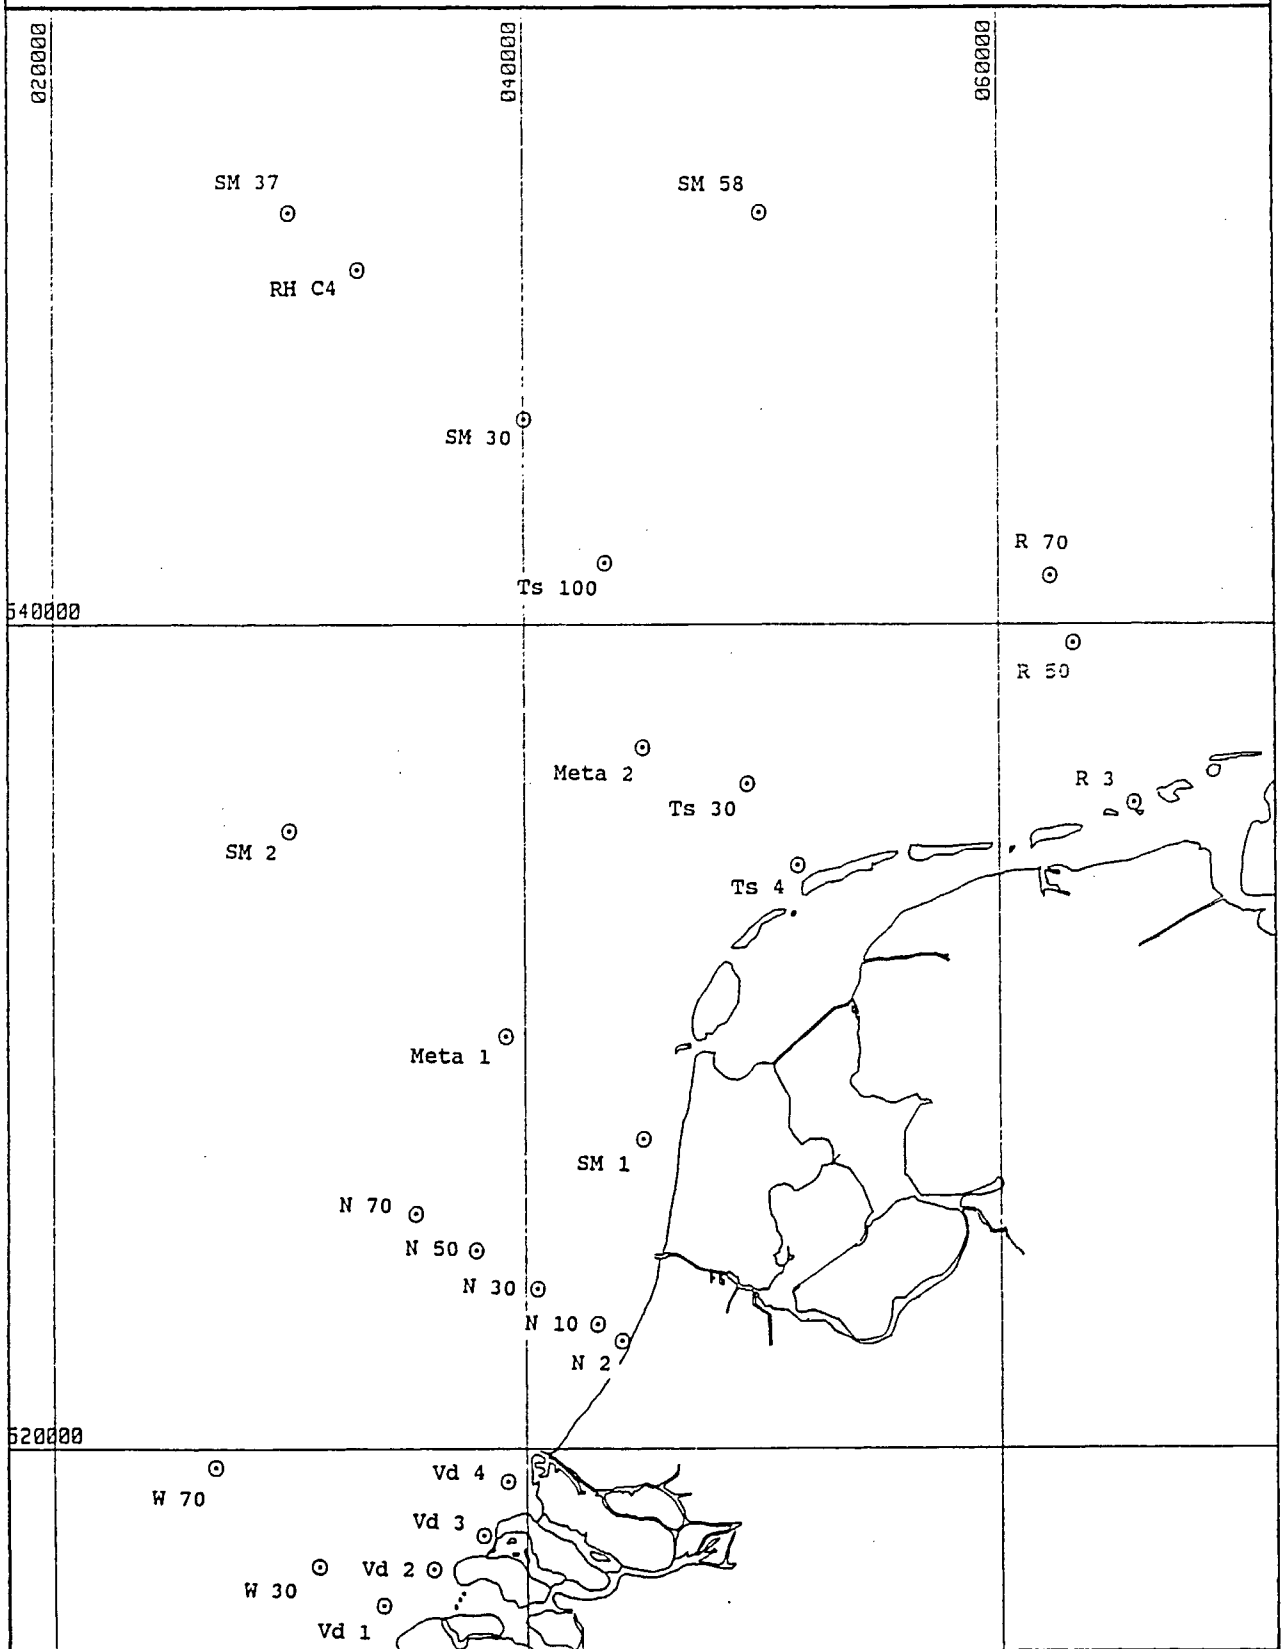 020000
040000
060000
SM 37
SM 58
RH C4
SM 30
R 70
Ts 100
540000
R 50
Meta 2
R 3
Ts 30
SM 2
Ts 4
Meta 1
SM 1
N 70
N 50
N 30
N 10
N 2
520000
Vd 4
W 70
Vd 3
Vd 2
W 30
Vd 1